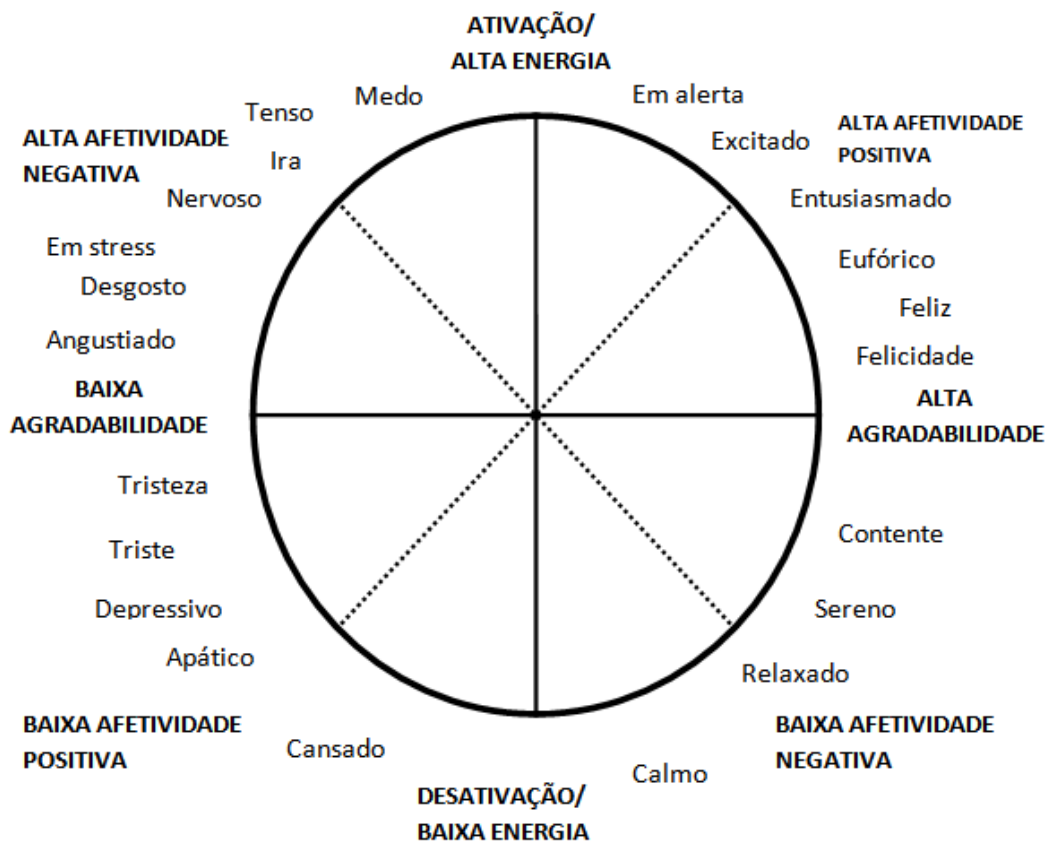 ATIVAÇÃO/
ALTA ENERGIA
Medo
Em alerta
Tenso
Excitado
ALTA AFETIVIDADE
POSITIVA
ALTA AFETIVIDADE
NEGATIVA
Ira
Nervoso
Entusiasmado
Em stress
Eufórico
Desgosto
Feliz
Angustiado
Felicidade
BAIXA
AGRADABILIDADE
ALTA
AGRADABILIDADE
Tristeza
Contente
Triste
Depressivo
Sereno
Apático
Relaxado
BAIXA AFETIVIDADE
POSITIVA
BAIXA AFETIVIDADE
NEGATIVA
Cansado
Calmo
DESATIVAÇÃO/
BAIXA ENERGIA